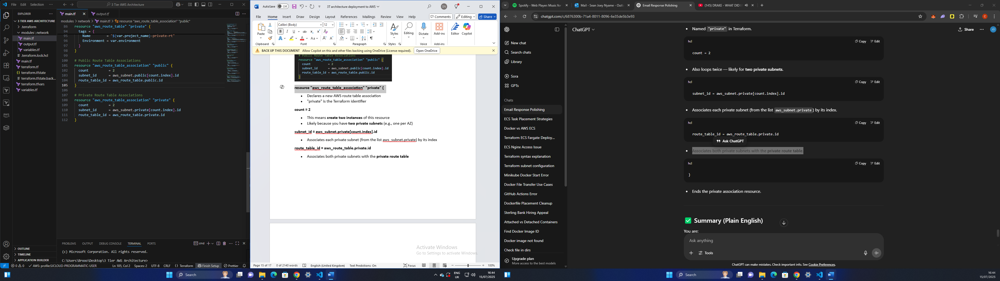 File Edit Selection ··· 3 Tier AWS Architecture
EXPLORER ···
3 TIER AWS ARCHITECTURE
.terraform
modules \ network
main.tf
output.tf
variables.tf
.terraform.lock.hcl
main.tf
terraform.tf
terraform.tfstate
terraform.tfstate.back...
terraform.tfvars
variables.tf
OUTLINE
TIMELINE
APPLICATION BUILDER
main.tf output.tf
modules > network > main.tf > resource "aws_route_table_association" "public"
86 resource "aws_route_table" "private" {
94 tags = {
95 Name = "${var.project_name}-private-rt"
96 Environment = var.environment
97 }
98 }
99
100 # Public Route Table Associations
101 resource "aws_route_table_association" "public" {
102 count = 2
103 subnet_id = aws_subnet.public[count.index].id
104 route_table_id = aws_route_table.public.id
105 }
106
107 # Private Route Table Associations
108 resource "aws_route_table_association" "private" {
109 count = 2
110 subnet_id = aws_subnet.private[count.index].id
111 route_table_id = aws_route_table.private.id
112 }
PROBLEMS OUTPUT DEBUG CONSOLE TERMINAL PORTS cmd
(c) Microsoft Corporation. All rights reserved.
C:\Users\Brooo\Desktop\3 Tier AWS Architecture>
0 0 AWS: profile:SJCLOUD-PROGRAMMATIC-USER Ln 105, Col 2 Spaces: 2 UTF-8 CRLF {} Terraform Finish Setup Prettier
AutoSave Off 3T architecture deployment to AWS SN
File Home Insert Draw Design Layout References Mailings Review View Help Comments Editing Share
Calibri (Body) 12
Paste Styles Editing Dictate Add-ins Editor Copilot
Clipboard Font Paragraph Styles Voice Add-ins
BACK UP THIS DOCUMENT Allow Copilot on this and other files backing using OneDrive (License required). Open OneDrive
# Public Route Table Associations
resource "aws_route_table_association" "public" {
count = 2
subnet_id = aws_subnet.public[count.index].id
route_table_id = aws_route_table.public.id
}
resource "aws_route_table_association" "private" {
• Declares a new AWS route table association
• "private" is the Terraform identifier
count = 2
• This means create two instances of this resource
• Likely because you have two private subnets (e.g., one per AZ)
subnet_id = aws_subnet.private[count.index].id
• Associates each private subnet (from the list aws_subnet.private) by its index
route_table_id = aws_route_table.private.id
• Associates both private subnets with the private route table
Activate Windows
Go to Settings to activate Windows.
Page 15 of 17 0 of 2140 words English (United Kingdom) Text Predictions: On Focus 100%
Search ENG UK 16:44 15/07/2025
Spotify - Web Player: Music for Mail - Sean Joey Nyame - Outlo Email Response Polishing (145) DRAKE - WHAT DID I
chatgpt.com/c/6876300b-71a4-8011-8096-6e35de5b3e93
New chat
Search chats
Library
Sora
GPTs
Chats
Email Response Polishing
ECS Task Placement Strategies
Docker vs AWS ECS
Terraform ECS Fargate Deploy...
ECS Nginx Access Issue
Terraform syntax explanation
Terraform subnet configuration
Minikube Docker Start Error
Docker File Transfer Use Cases
GitHub Actions Error
Dockerfile Placement Cleanup
Sterling Bank Hiring Appeal
Attached vs Detached Containers
Find Docker Image ID
Docker image not found
Check file in dirs
Upgrade plan
More access to the best models
ChatGPT Share
• Named "private" in Terraform.
hcl Copy Edit
count = 2
• Also loops twice — likely for two private subnets.
hcl Copy Edit
subnet_id = aws_subnet.private[count.index].id
• Associates each private subnet (from the list aws_subnet.private) by its index.
hcl Copy Edit
route_table_id = aws_route_table.private.id
Ask ChatGPT
• Associates both private subnets with the private route table.
hcl Copy Edit
}
• Ends the private association resource.
✅ Summary (Plain English)
You are:
Ask anything
Tools
ChatGPT can make mistakes. Check important info. See Cookie Preferences.
Search 16:44 15/07/2025